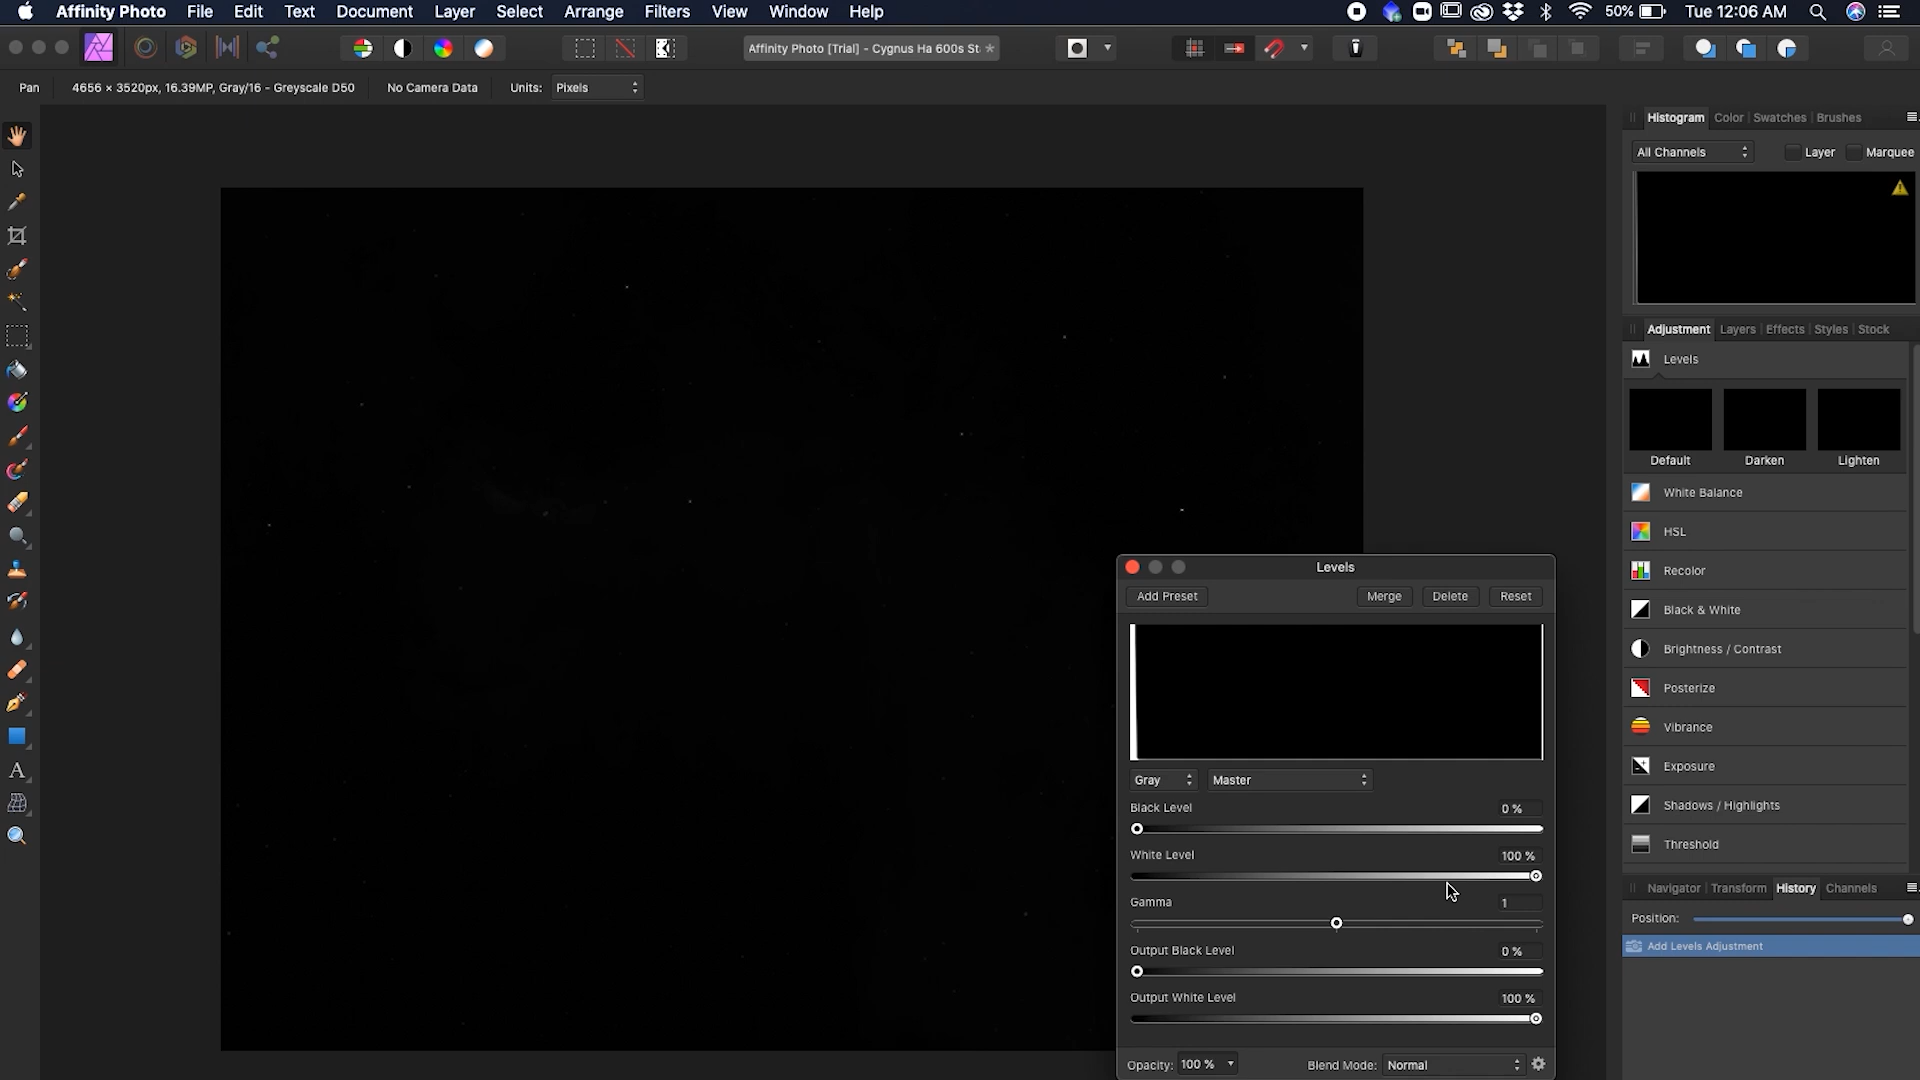 Affinity Photo File Edit Text Document Layer Select Arrange Filters View Window Help 50% Tue 12:06 AM
Affinity Photo [Trial] - Cygnus Ha 600s St
Pan 4656 × 3520px, 16.39MP, Gray/16 - Greyscale D50 No Camera Data Units: Pixels
Histogram Color Swatches Brushes
All Channels Layer Marquee
Adjustment Layers Effects Styles Stock
Levels
Default Darken Lighten
White Balance
HSL
Recolor
Black & White
Brightness / Contrast
Posterize
Vibrance
Exposure
Shadows / Highlights
Threshold
Navigator Transform History Channels
Position:
Add Levels Adjustment
Levels
Add Preset Merge Delete Reset
Gray Master
Black Level 0 %
White Level 100 %
Gamma 1
Output Black Level 0 %
Output White Level 100 %
Opacity: 100 % Blend Mode: Normal
A